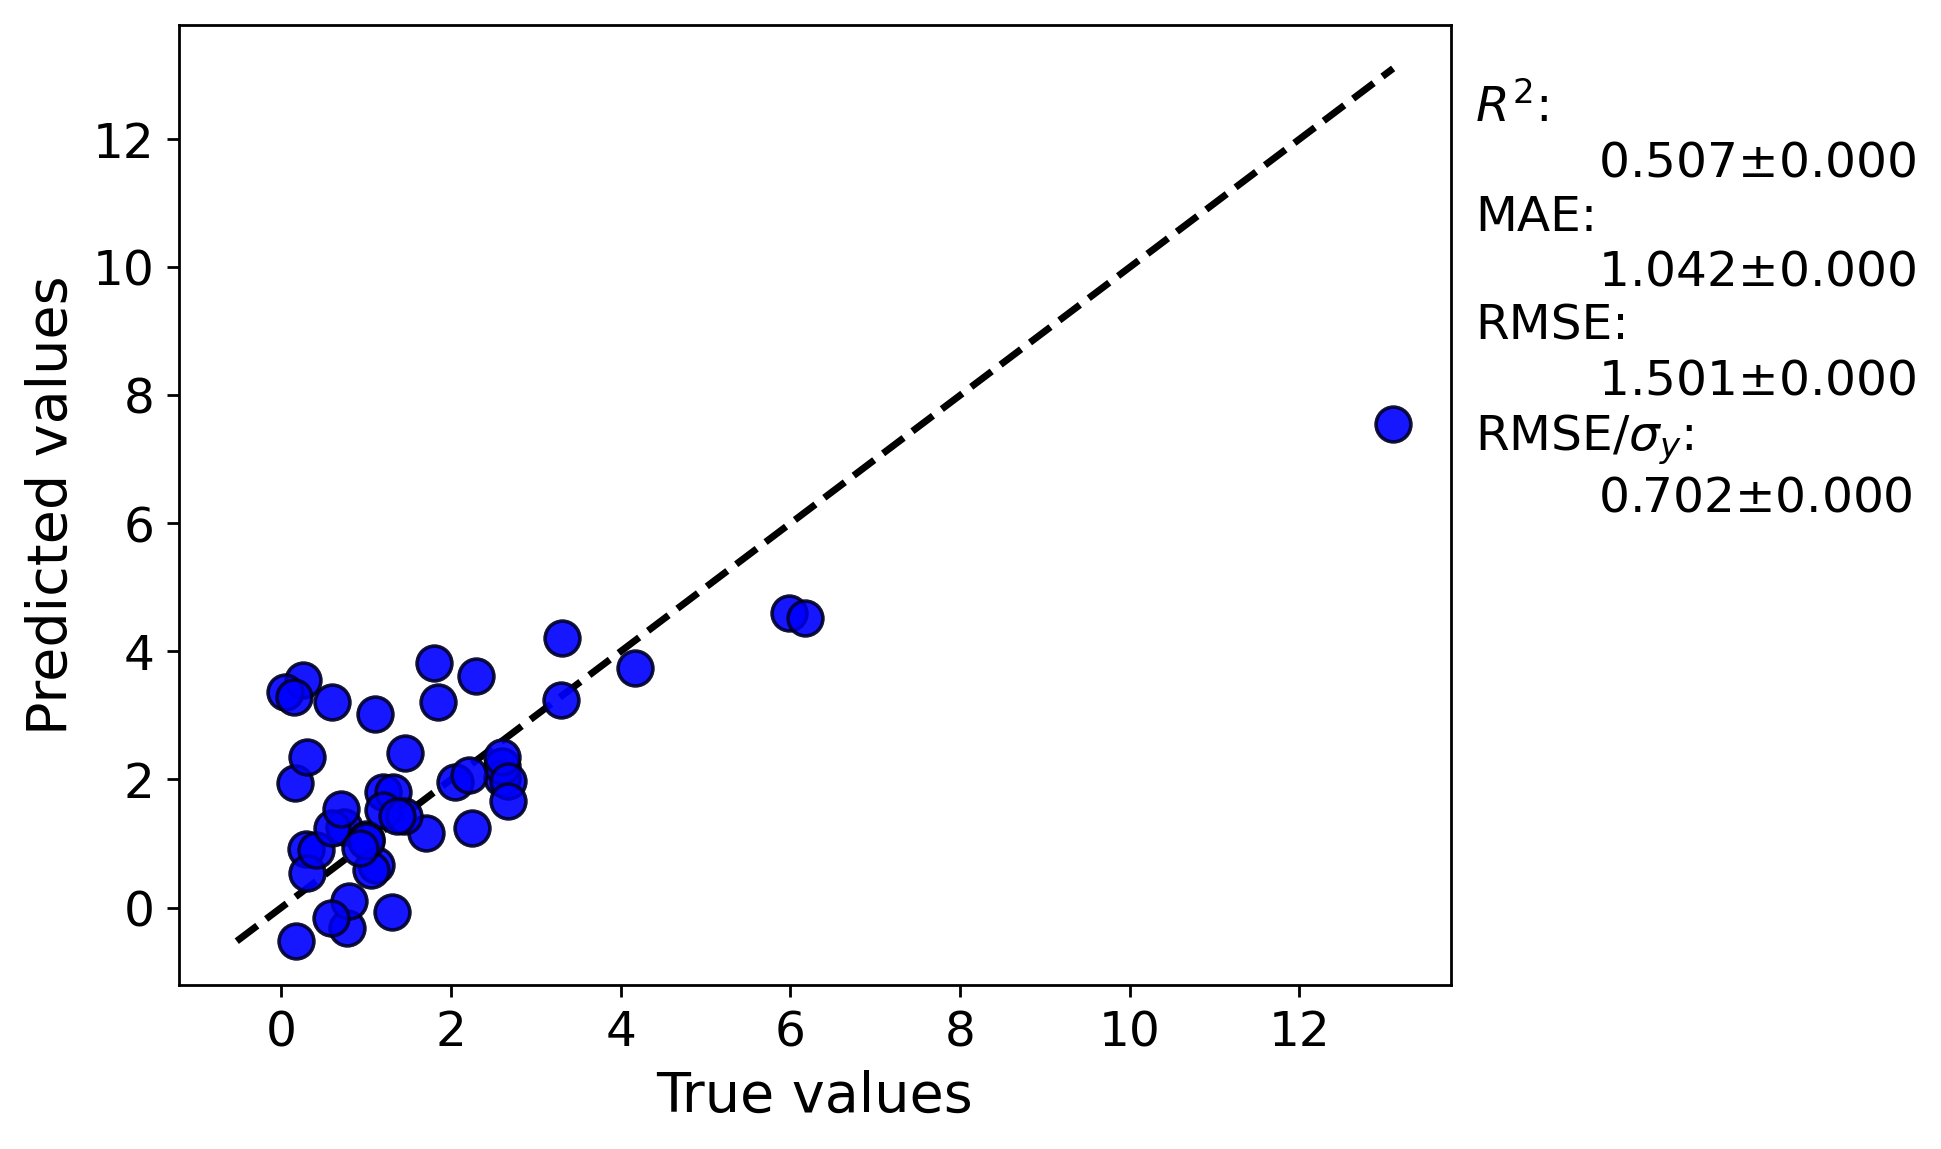 12
10
8
6
4
2
0
Predicted values
0 2 4 6 8 10 12
True values
R²:
0.507±0.000
MAE:
1.042±0.000
RMSE:
1.501±0.000
RMSE/σ_y:
0.702±0.000